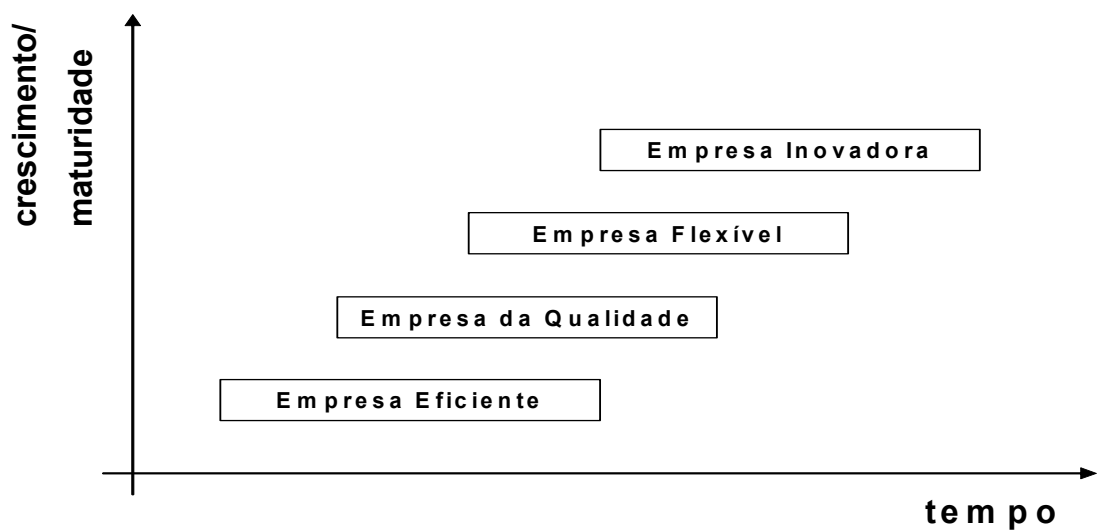 crescimento/
maturidade
Empresa Inovadora
Empresa Flexível
Empresa da Qualidade
Empresa Eficiente
tempo